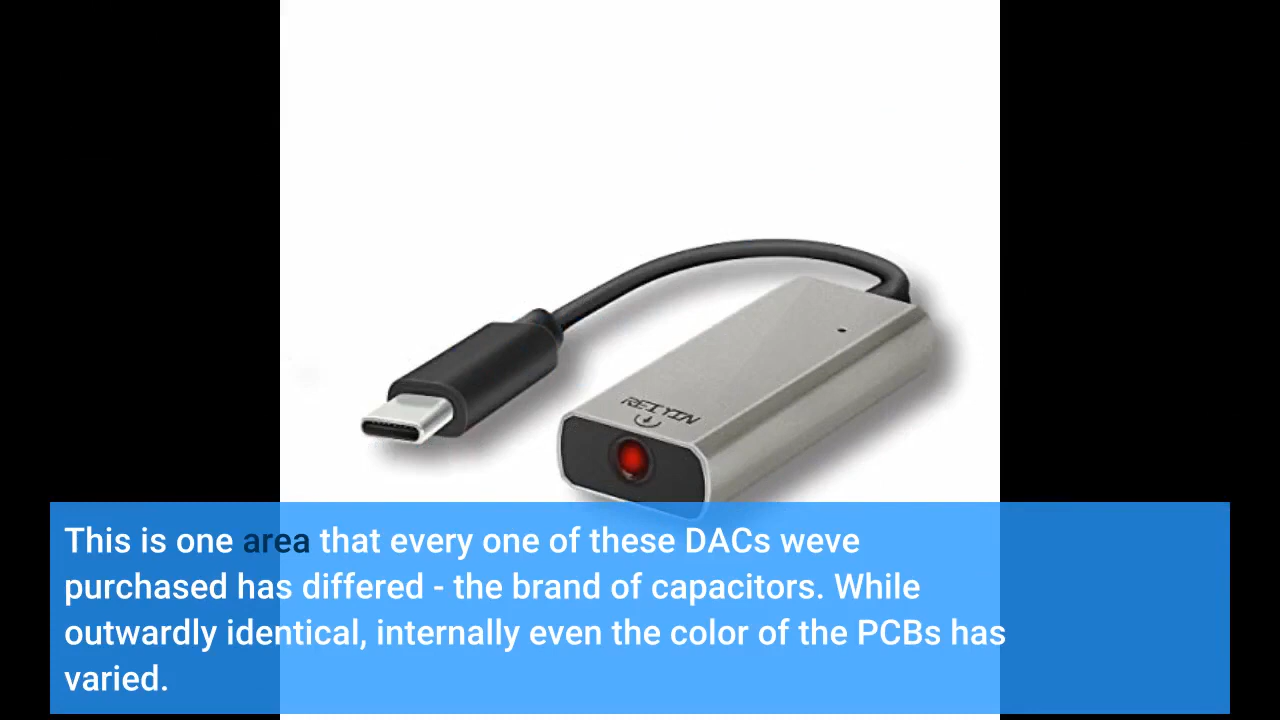 REIYIN
This is one area that every one of these DACs weve
purchased has differed - the brand of capacitors. While
outwardly identical, internally even the color of the PCBs has
varied.